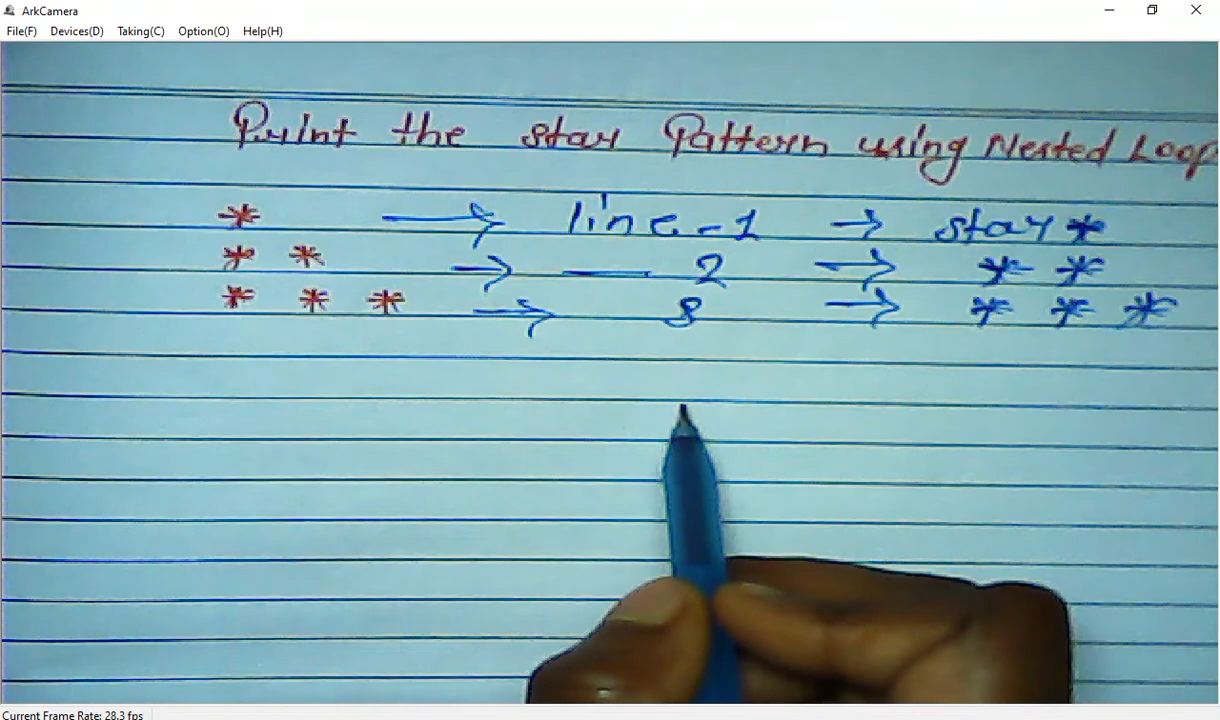 ArkCamera
File(F) Devices(D) Taking(C) Option(O) Help(H)
Print the star Pattern using Nested Loop
* → line-1 → star *
* * → — 2 → * *
* * * → 3 → * * *
Current Frame Rate: 28.3 fps